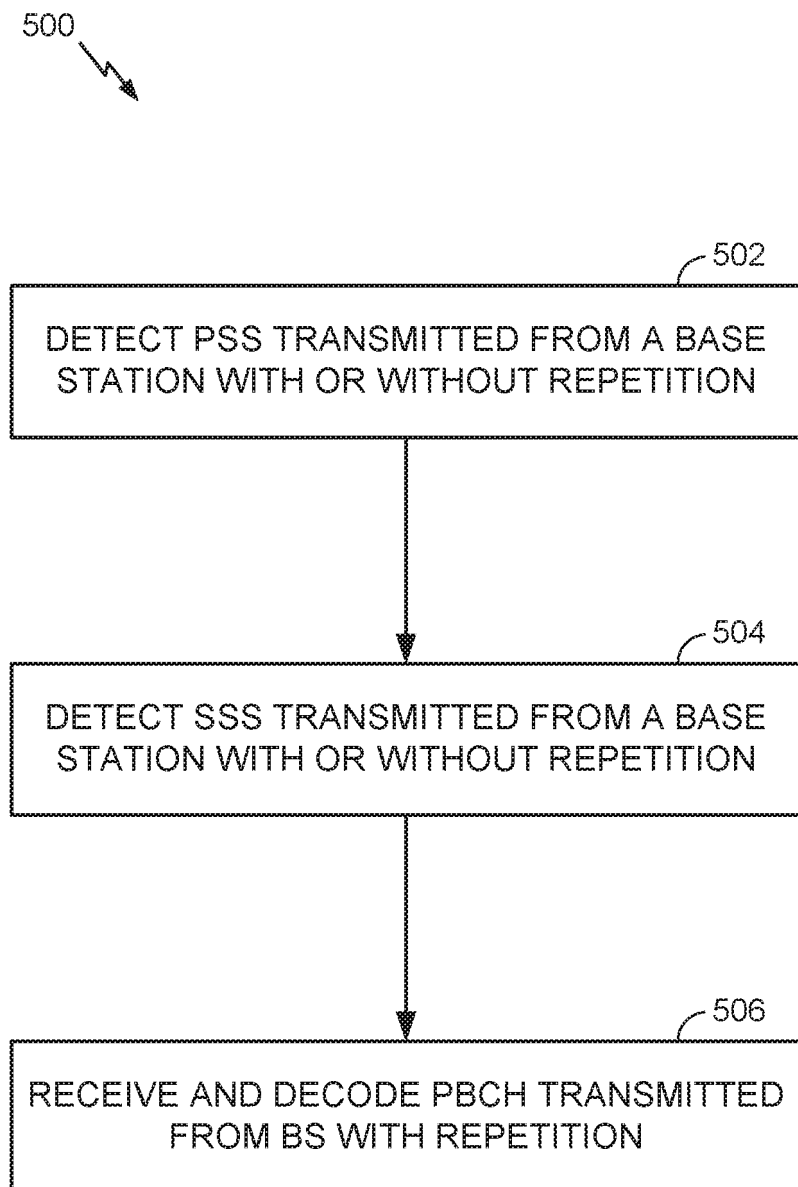 500
502
DETECT PSS TRANSMITTED FROM A BASE
STATION WITH OR WITHOUT REPETITION
504
DETECT SSS TRANSMITTED FROM A BASE
STATION WITH OR WITHOUT REPETITION
506
RECEIVE AND DECODE PBCH TRANSMITTED
FROM BS WITH REPETITION